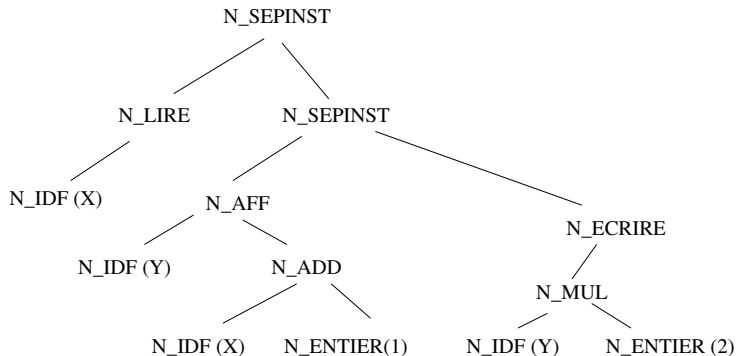 N_SEPINST
N_LIRE
N_SEPINST
N_IDF (X)
N_AFF
N_ECRIRE
N_IDF (Y)
N_ADD
N_MUL
N_IDF (X)
N_ENTIER(1)
N_IDF (Y)
N_ENTIER (2)